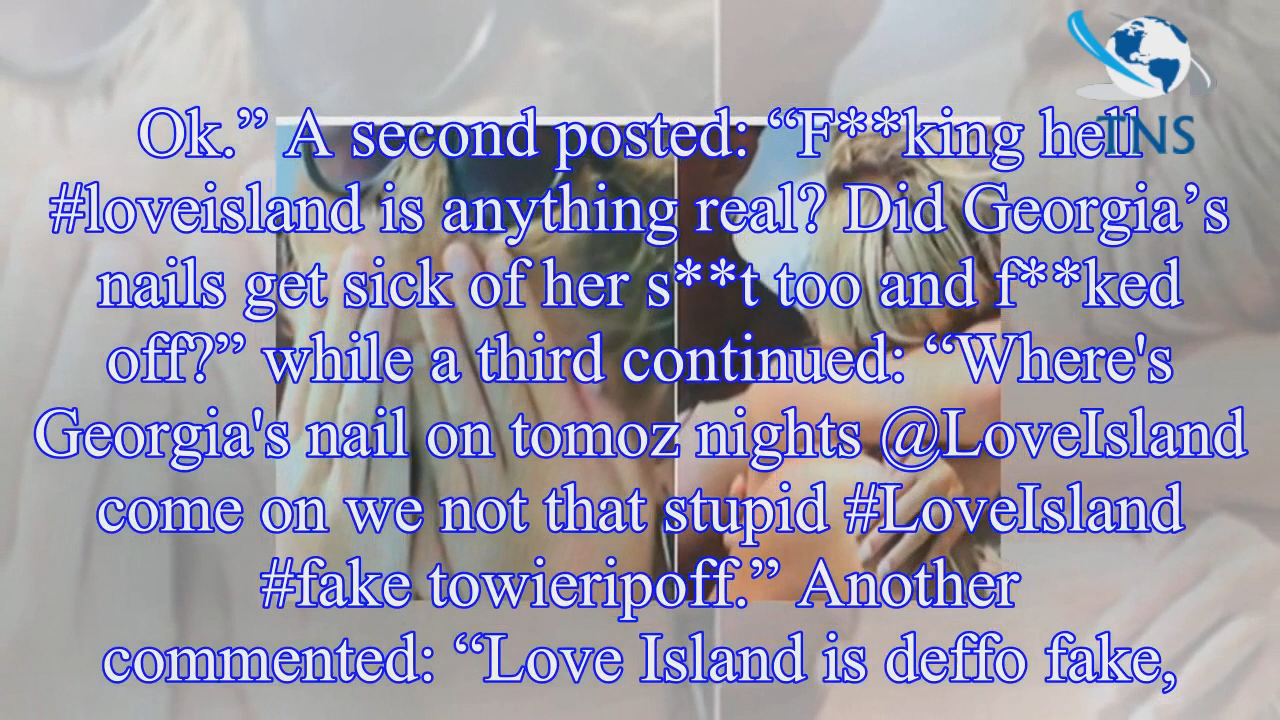 TNS
Ok.” A second posted: “F**king hell
#loveisland is anything real? Did Georgia’s
nails get sick of her s**t too and f**ked
off?” while a third continued: “Where's
Georgia's nail on tomoz nights @LoveIsland
come on we not that stupid #LoveIsland
#fake towieripoff.” Another
commented: “Love Island is deffo fake,